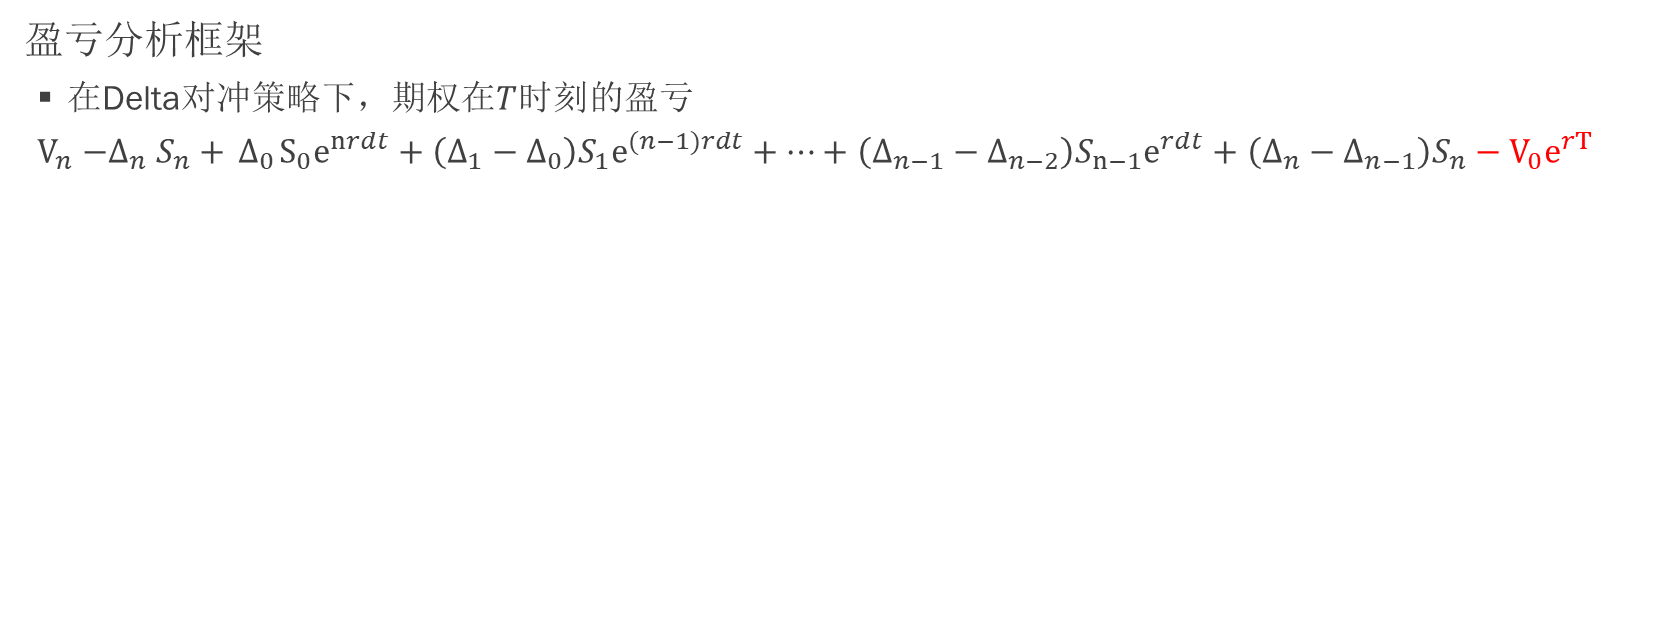 盈亏分析框架
▪ 在Delta对冲策略下，期权在T时刻的盈亏
Vₙ −Δₙ Sₙ + Δ₀ S₀e^{nrdt} + (Δ₁ − Δ₀)S₁e^{(n−1)rdt} + ⋯ + (Δₙ₋₁ − Δₙ₋₂)Sₙ₋₁e^{rdt} + (Δₙ − Δₙ₋₁)Sₙ − V₀e^{rT}